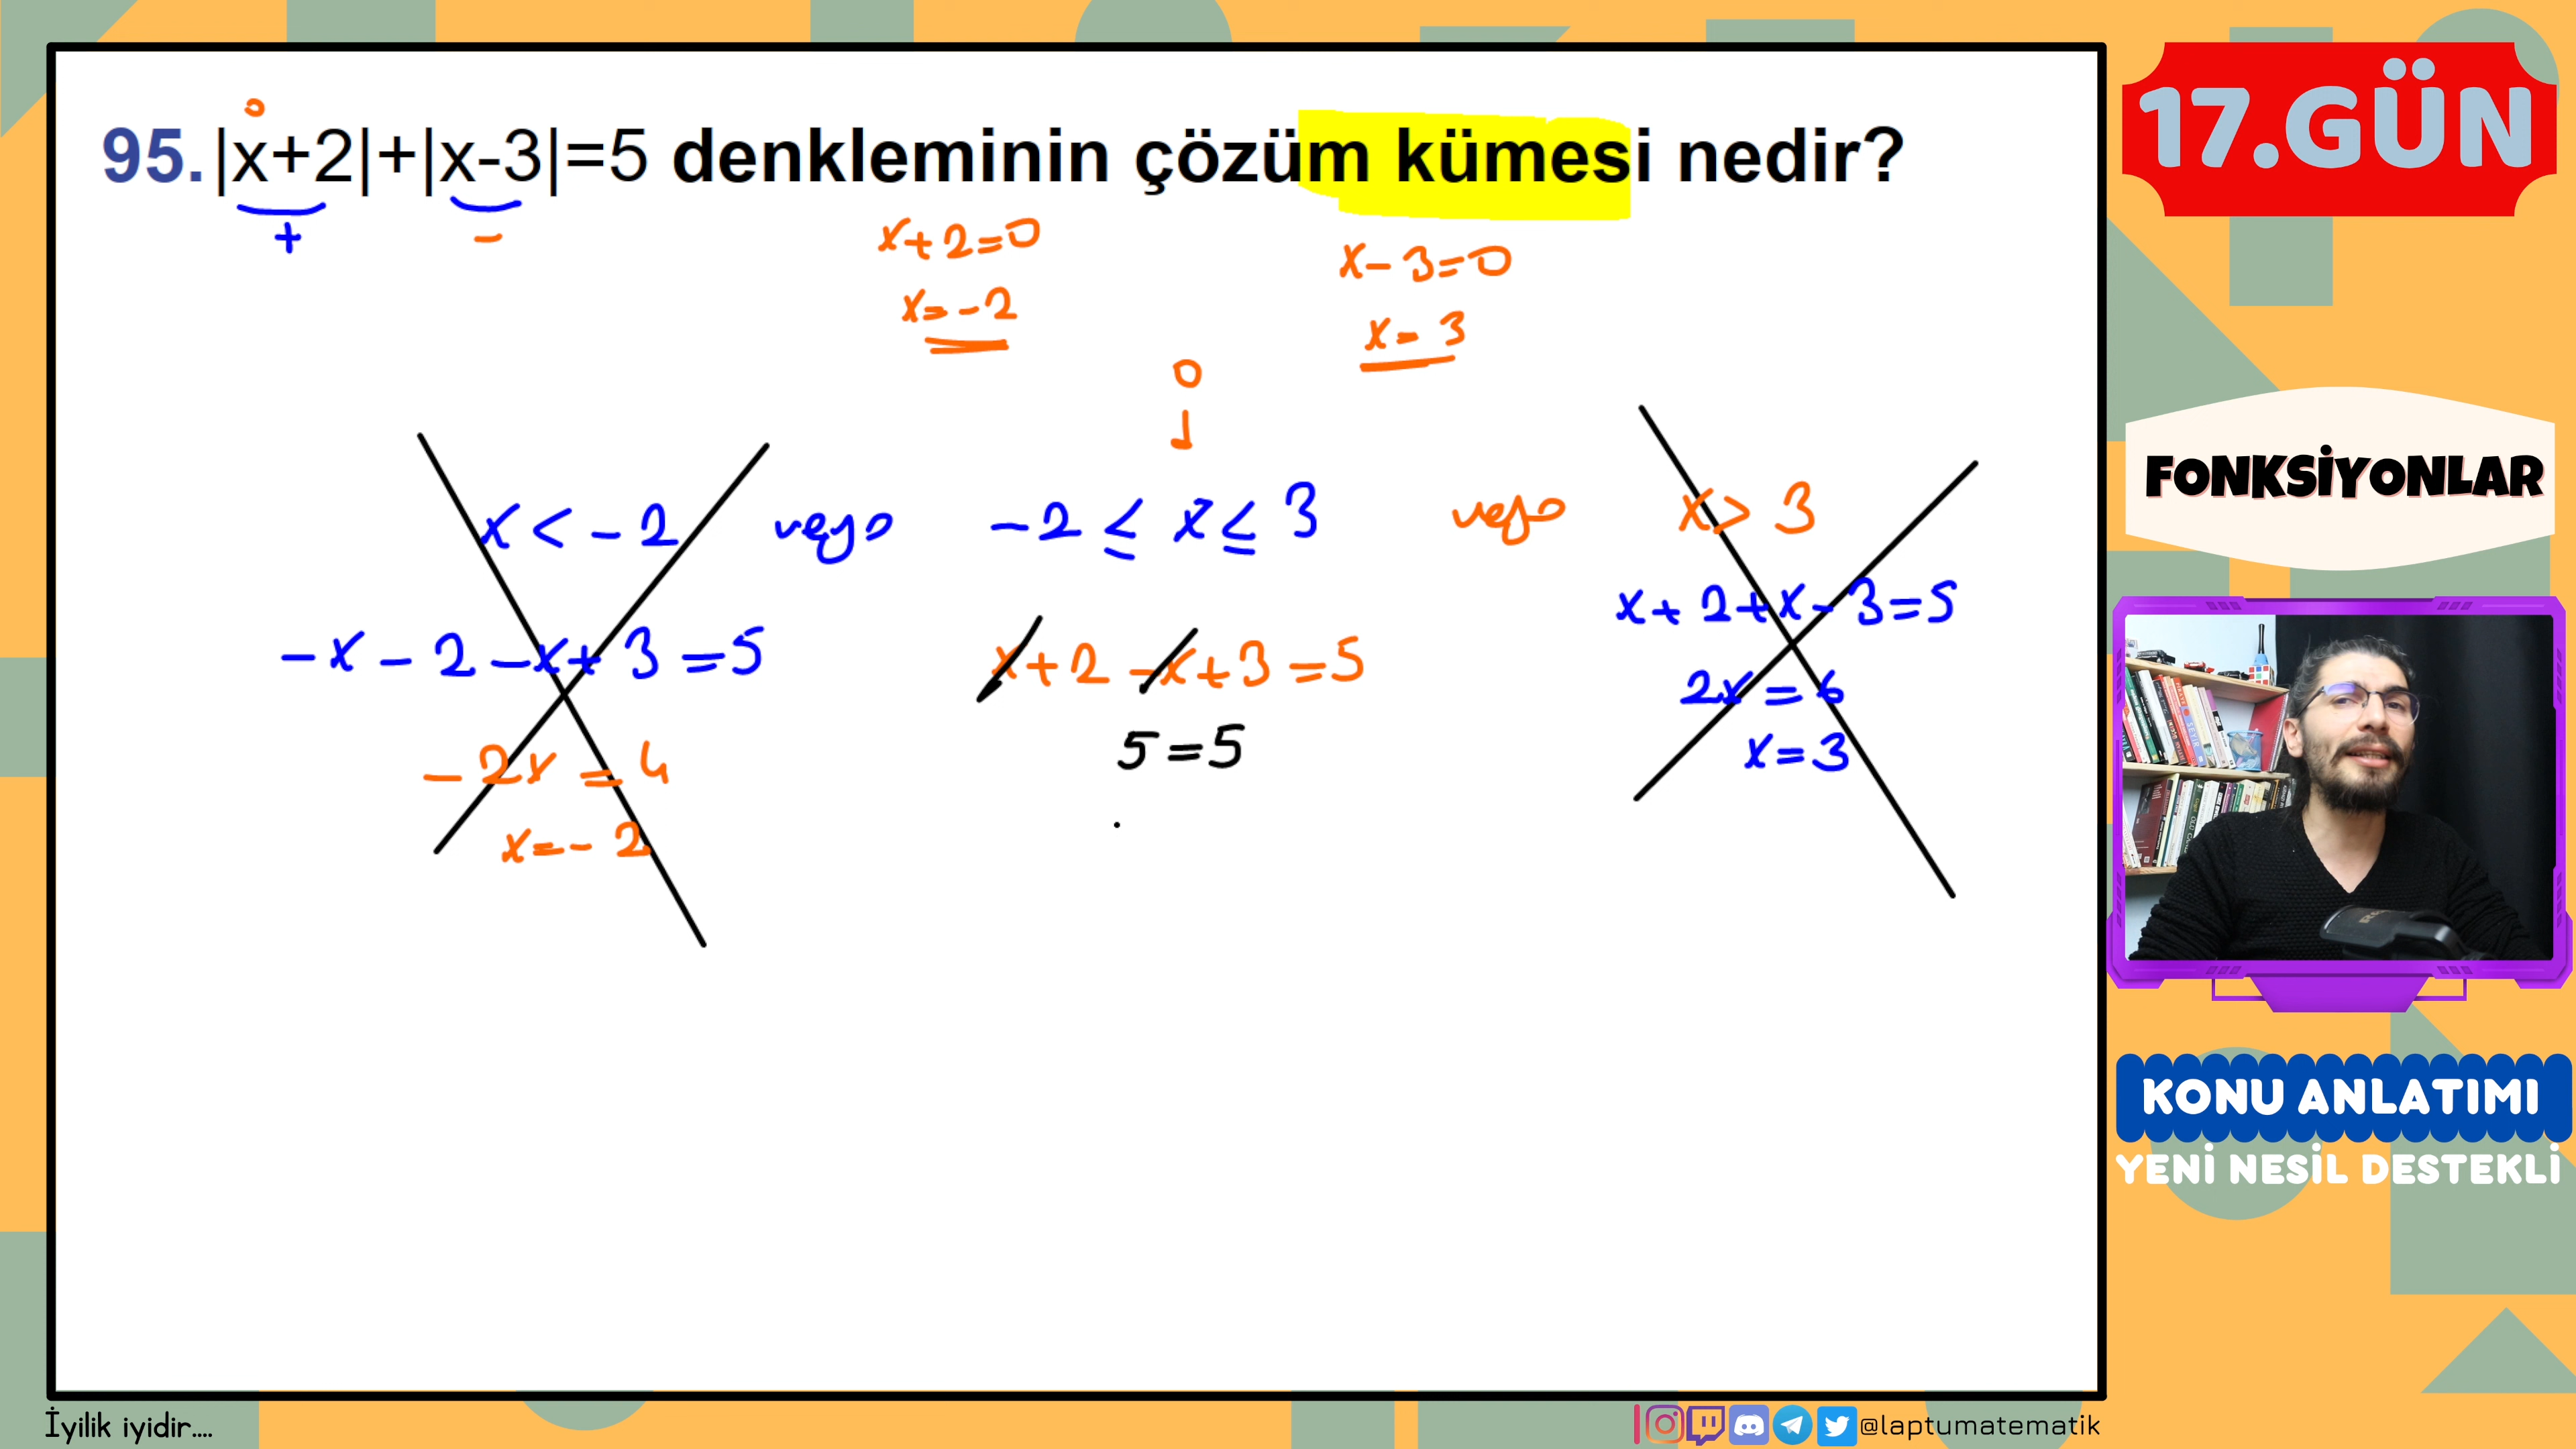 95. |x+2|+|x-3|=5 denkleminin çözüm kümesi nedir?
o
+
-
x+2=0
x=-2
x-3=0
x=3
0
x<-2 veya -2≤x≤3 veya x>3
-x-2-x+3=5
-2x=4
x=-2
x+2-x+3=5
5=5
x+2+x-3=5
2x=6
x=3
17.GÜN
FONKSİYONLAR
KONU ANLATIMI
YENİ NESİL DESTEKLİ
İyilik iyidir....
@laptumatematik